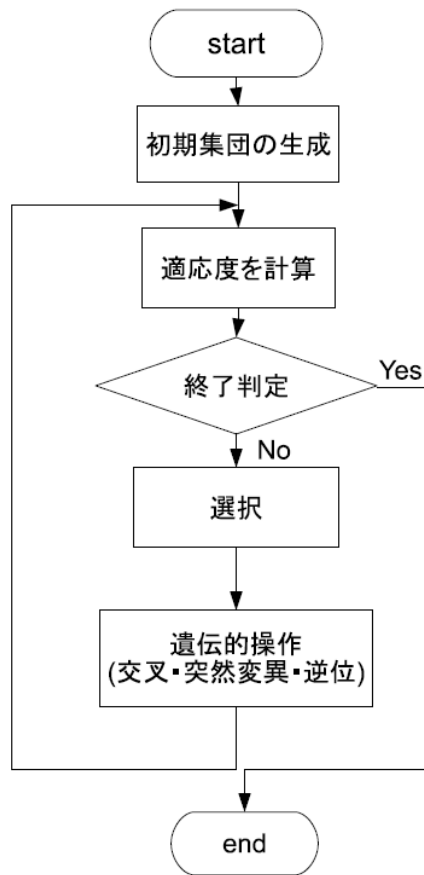 start
初期集団の生成
適応度を計算
終了判定
Yes
No
選択
遺伝的操作
(交叉・突然変異・逆位)
end